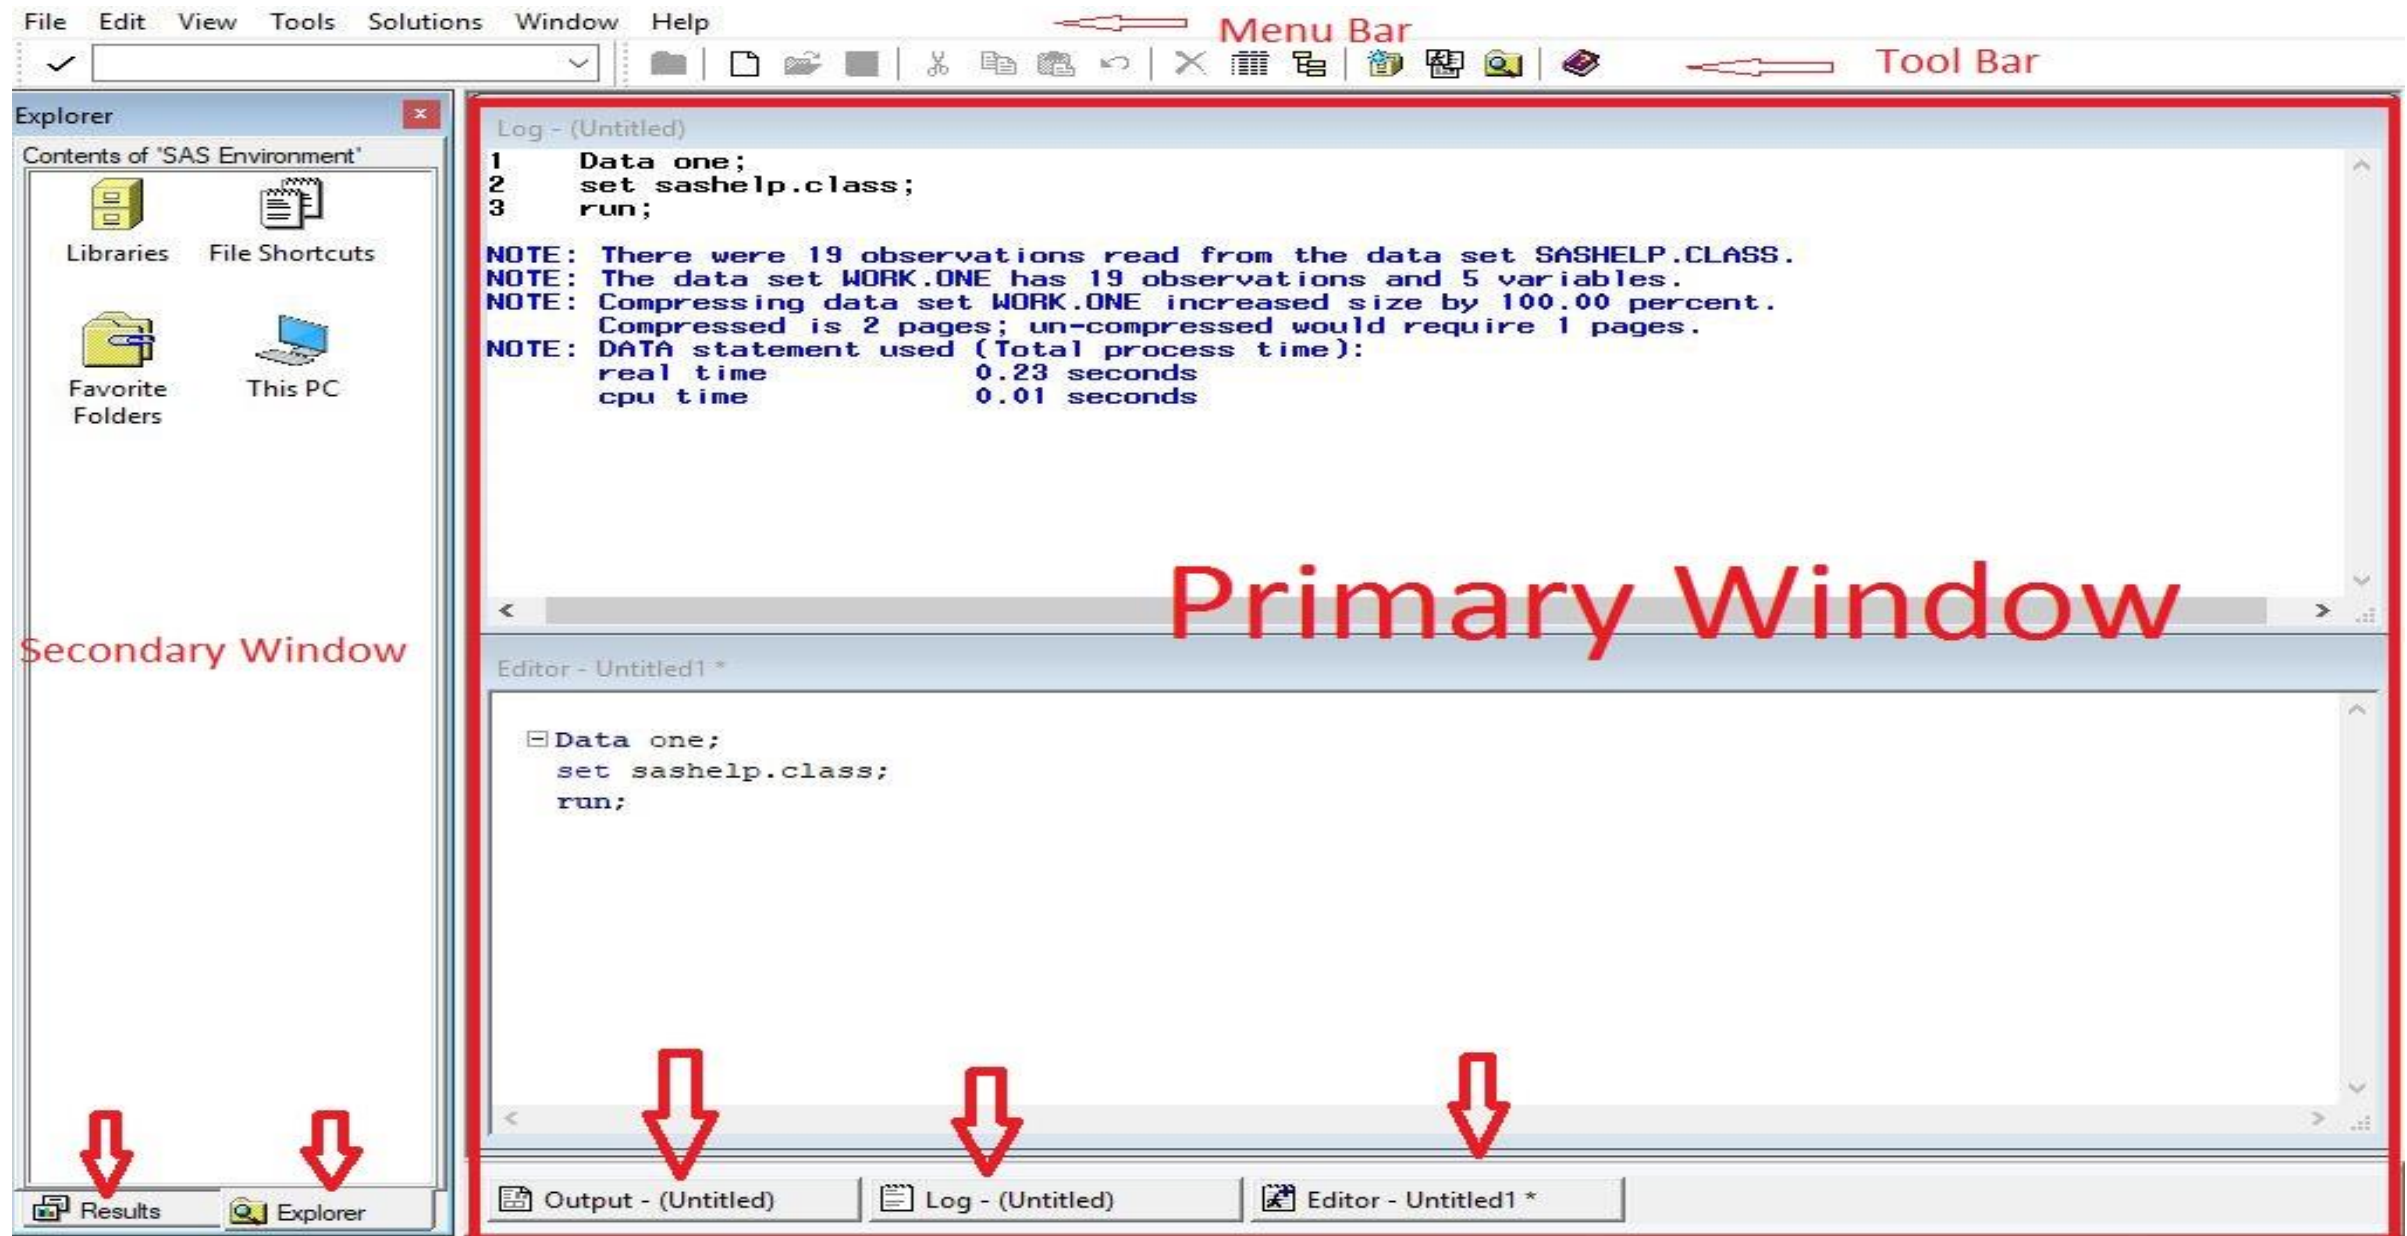 File Edit View Tools Solutions Window Help
Menu Bar
Tool Bar
Explorer
Contents of 'SAS Environment'
Libraries File Shortcuts
Favorite Folders This PC
Secondary Window
Results Explorer
Log - (Untitled)
1 Data one;
2 set sashelp.class;
3 run;
NOTE: There were 19 observations read from the data set SASHELP.CLASS.
NOTE: The data set WORK.ONE has 19 observations and 5 variables.
NOTE: Compressing data set WORK.ONE increased size by 100.00 percent.
Compressed is 2 pages; un-compressed would require 1 pages.
NOTE: DATA statement used (Total process time):
real time 0.23 seconds
cpu time 0.01 seconds
Primary Window
Editor - Untitled1 *
Data one;
set sashelp.class;
run;
Output - (Untitled) Log - (Untitled) Editor - Untitled1 *